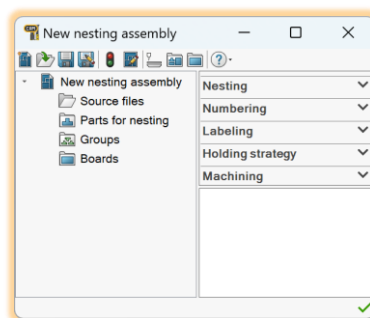 New nesting assembly
New nesting assembly
Source files
Parts for nesting
Groups
Boards
Nesting
Numbering
Labeling
Holding strategy
Machining